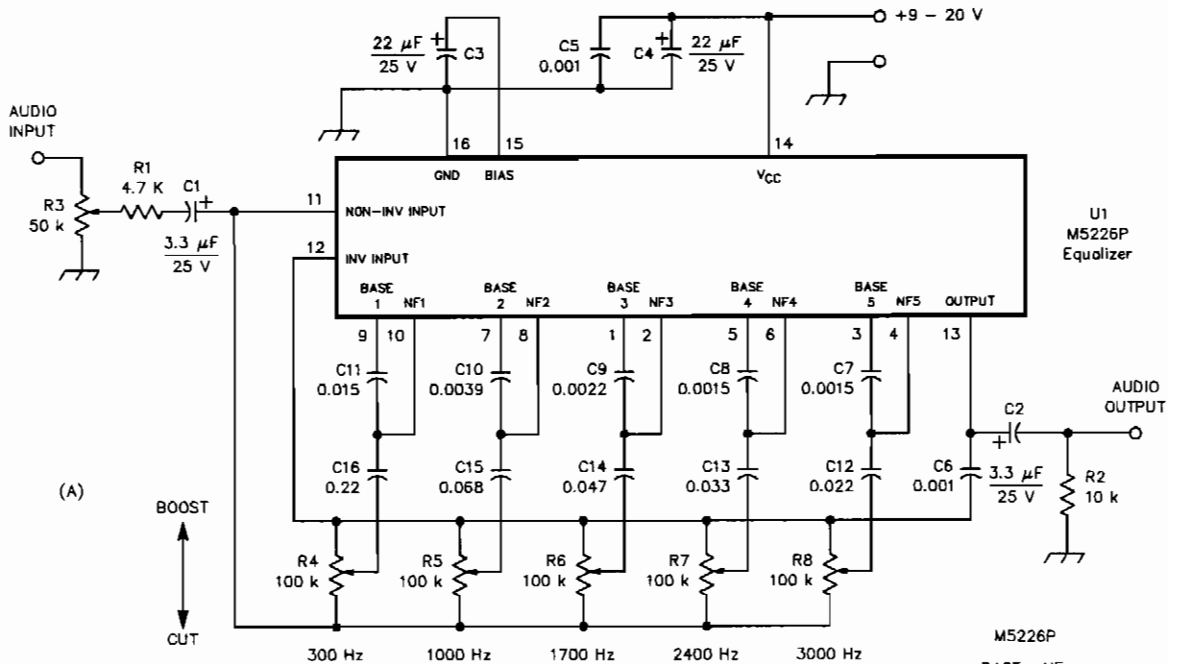 +9 – 20 V
22 μF
25 V
+
C3
C5
0.001
+
C4
22 μF
25 V
AUDIO
INPUT
16
15
14
GND
BIAS
VCC
R1
4.7 K
C1
+
R3
50 k
3.3 μF
25 V
11
NON-INV INPUT
12
INV INPUT
U1
M5226P
Equalizer
BASE
1
NF1
BASE
2
NF2
BASE
3
NF3
BASE
4
NF4
BASE
5
NF5
OUTPUT
9
10
7
8
1
2
5
6
3
4
13
C11
0.015
C10
0.0039
C9
0.0022
C8
0.0015
C7
0.0015
AUDIO
OUTPUT
C2
+
C16
0.22
C15
0.068
C14
0.047
C13
0.033
C12
0.022
C6
0.001
3.3 μF
25 V
R2
10 k
(A)
BOOST
CUT
R4
100 k
R5
100 k
R6
100 k
R7
100 k
R8
100 k
300 Hz
1000 Hz
1700 Hz
2400 Hz
3000 Hz
M5226P